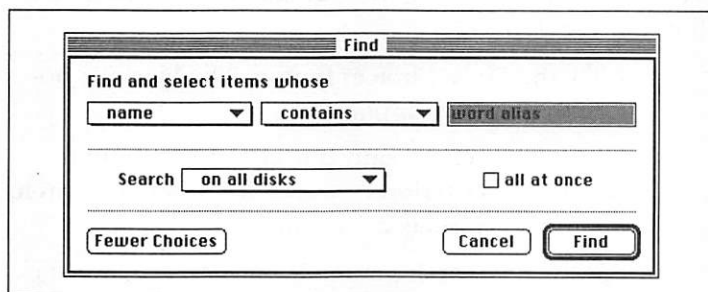 Find
Find and select items whose
name contains word alias
Search on all disks all at once
Fewer Choices Cancel Find